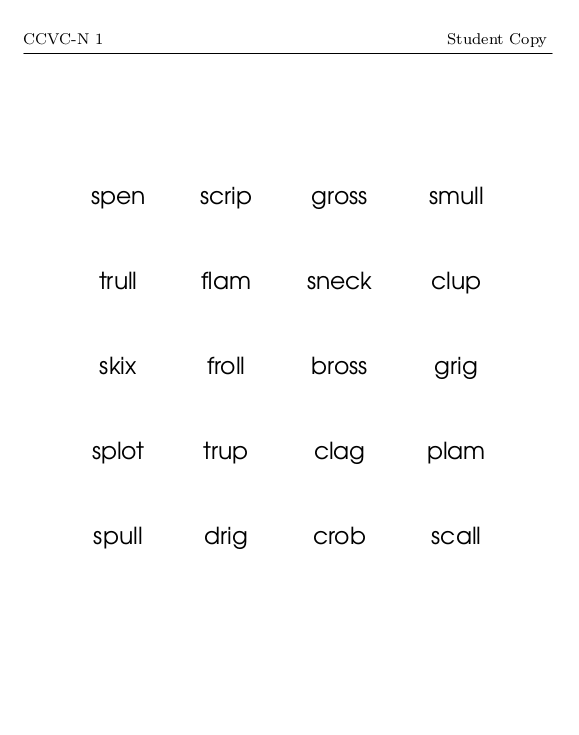 CCVC-N 1 Student Copy
spen scrip gross smull
trull flam sneck clup
skix froll bross grig
splot trup clag plam
spull drig crob scall